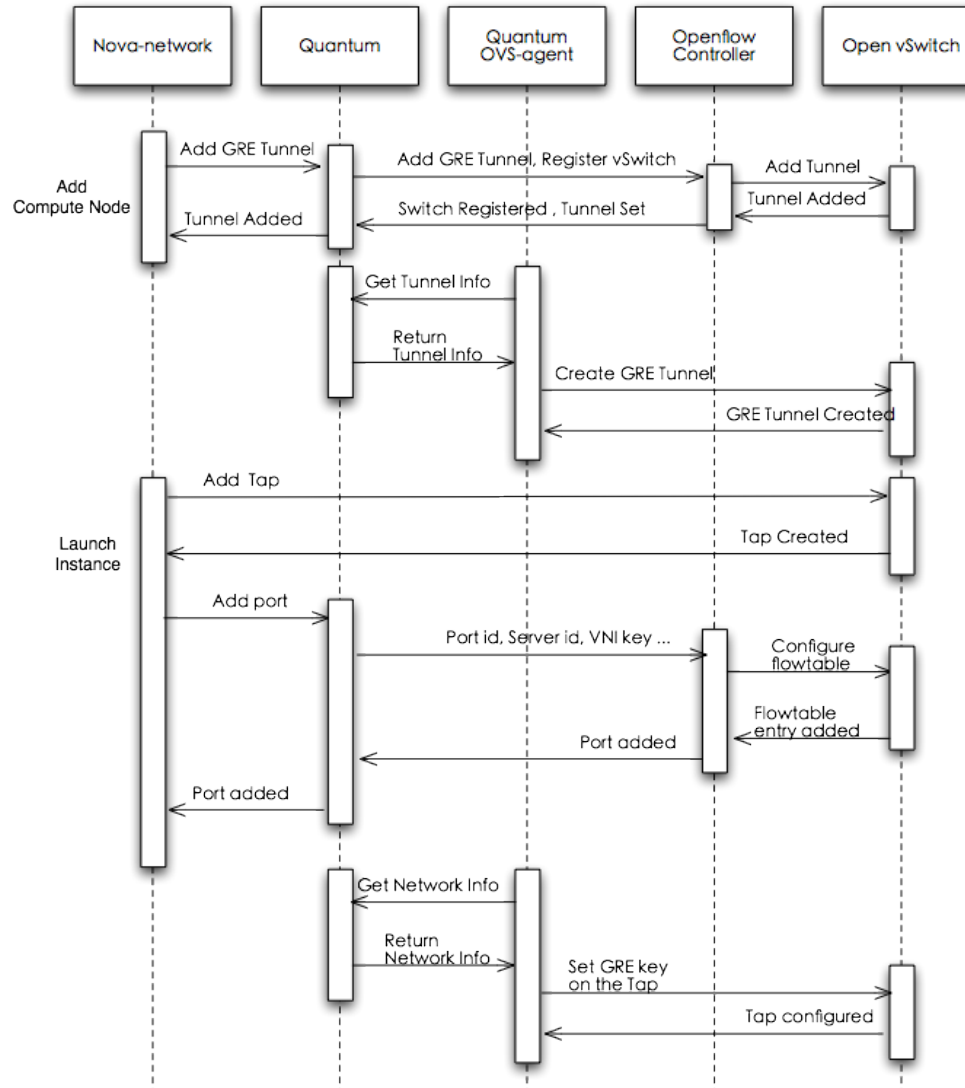 Nova-network
Quantum
Quantum
OVS-agent
Openflow
Controller
Open vSwitch
Add
Compute Node
Add GRE Tunnel
Add GRE Tunnel, Register vSwitch
Add Tunnel
Tunnel Added
Switch Registered , Tunnel Set
Tunnel Added
Get Tunnel Info
Return
Tunnel Info
Create GRE Tunnel
GRE Tunnel Created
Launch
Instance
Add Tap
Tap Created
Add port
Port id, Server id, VNI key ...
Configure
flowtable
Flowtable
entry added
Port added
Port added
Get Network Info
Return
Network Info
Set GRE key
on the Tap
Tap configured